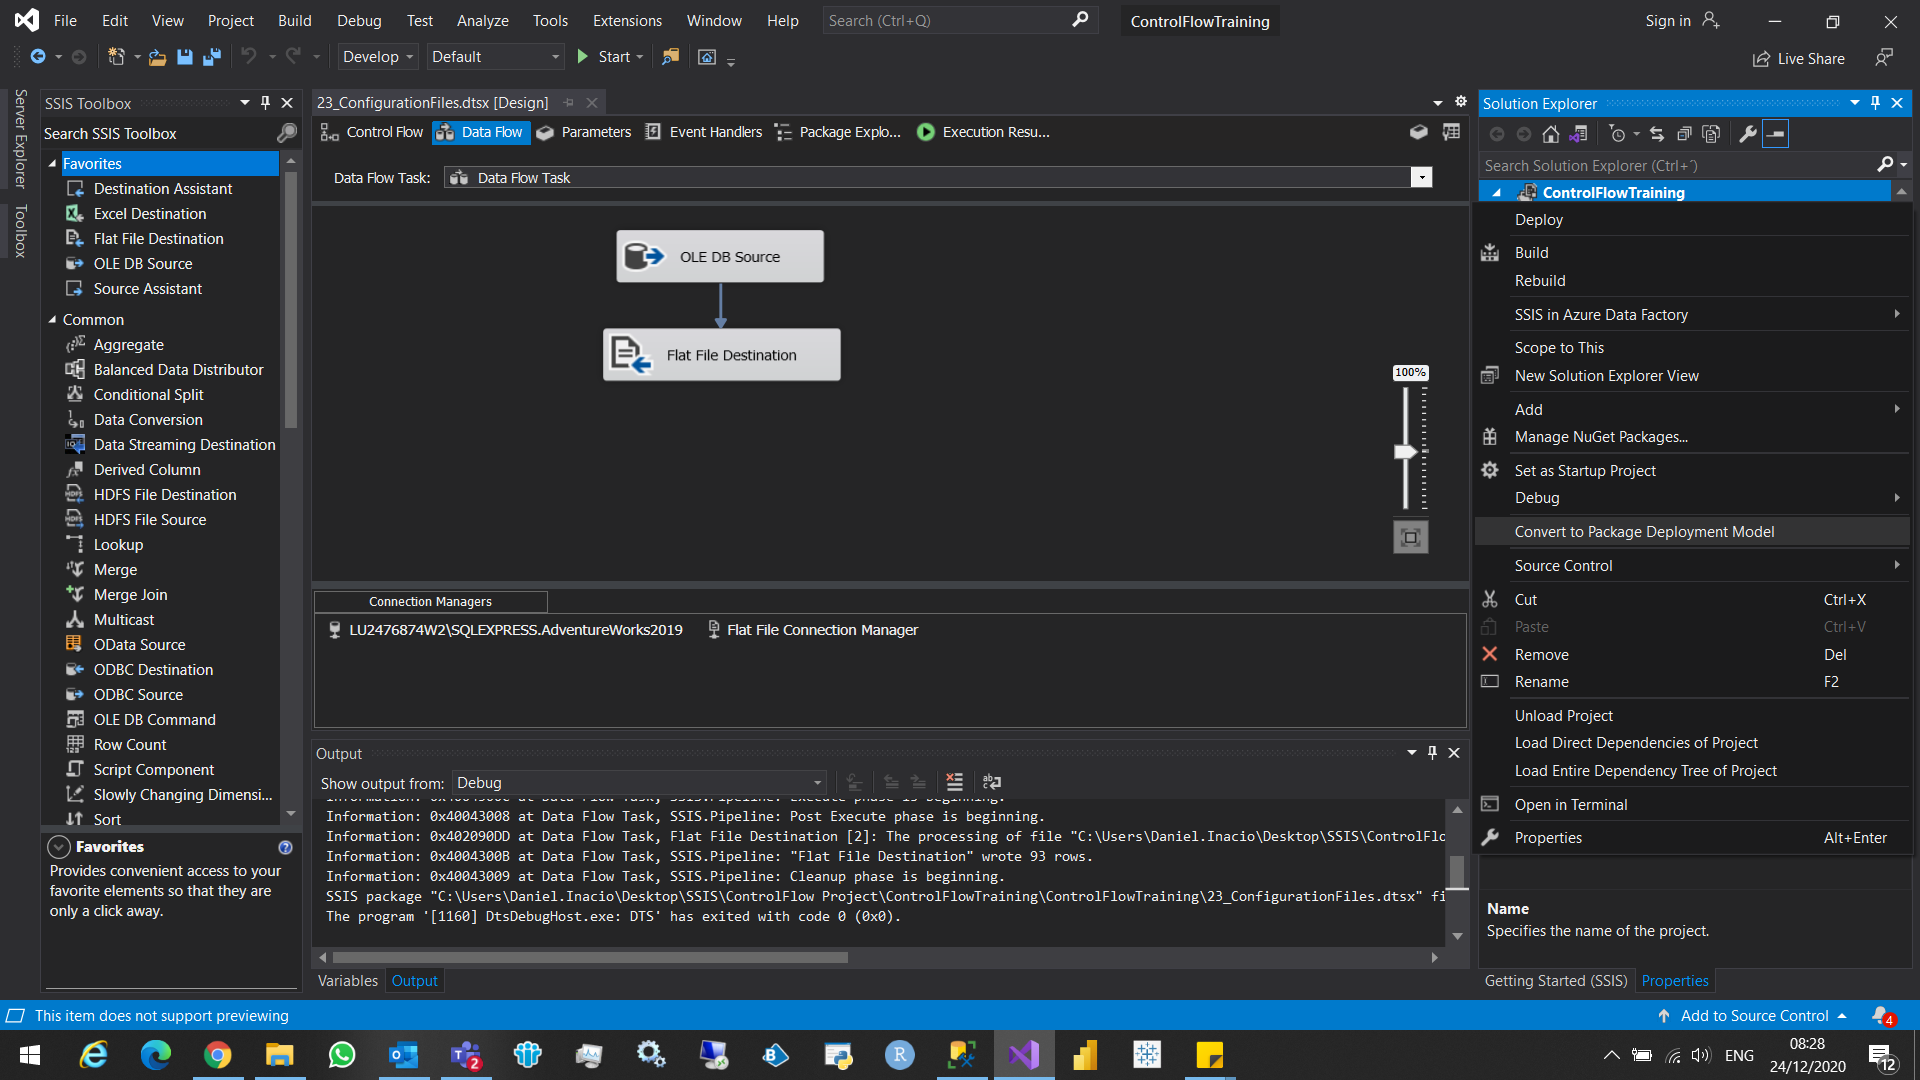 File Edit View Project Build Debug Test Analyze Tools Extensions Window Help Search (Ctrl+Q) ControlFlowTraining Sign in
Develop Default Start Live Share
Server Explorer
Toolbox
SSIS Toolbox
Search SSIS Toolbox
Favorites
Destination Assistant
Excel Destination
Flat File Destination
OLE DB Source
Source Assistant
Common
Aggregate
Balanced Data Distributor
Conditional Split
Data Conversion
Data Streaming Destination
Derived Column
HDFS File Destination
HDFS File Source
Lookup
Merge
Merge Join
Multicast
OData Source
ODBC Destination
ODBC Source
OLE DB Command
Row Count
Script Component
Slowly Changing Dimensi...
Sort
Favorites
Provides convenient access to your
favorite elements so that they are
only a click away.
23_ConfigurationFiles.dtsx [Design]
Control Flow Data Flow Parameters Event Handlers Package Explo... Execution Resu...
Data Flow Task: Data Flow Task
OLE DB Source
Flat File Destination
100%
Connection Managers
LU2476874W2\SQLEXPRESS.AdventureWorks2019 Flat File Connection Manager
Output
Show output from: Debug
Information: 0x40043008 at Data Flow Task, SSIS.Pipeline: Post Execute phase is beginning.
Information: 0x402090DD at Data Flow Task, Flat File Destination [2]: The processing of file "C:\Users\Daniel.Inacio\Desktop\SSIS\ControlFlo
Information: 0x4004300B at Data Flow Task, SSIS.Pipeline: "Flat File Destination" wrote 93 rows.
Information: 0x40043009 at Data Flow Task, SSIS.Pipeline: Cleanup phase is beginning.
SSIS package "C:\Users\Daniel.Inacio\Desktop\SSIS\ControlFlow Project\ControlFlowTraining\ControlFlowTraining\23_ConfigurationFiles.dtsx" fi
The program '[1160] DtsDebugHost.exe: DTS' has exited with code 0 (0x0).
Variables Output
Solution Explorer
Search Solution Explorer (Ctrl+´)
ControlFlowTraining
Deploy
Build
Rebuild
SSIS in Azure Data Factory
Scope to This
New Solution Explorer View
Add
Manage NuGet Packages...
Set as Startup Project
Debug
Convert to Package Deployment Model
Source Control
Cut Ctrl+X
Paste Ctrl+V
Remove Del
Rename F2
Unload Project
Load Direct Dependencies of Project
Load Entire Dependency Tree of Project
Open in Terminal
Properties Alt+Enter
Name
Specifies the name of the project.
Getting Started (SSIS) Properties
This item does not support previewing Add to Source Control 4
2 R ENG 08:28
24/12/2020 12